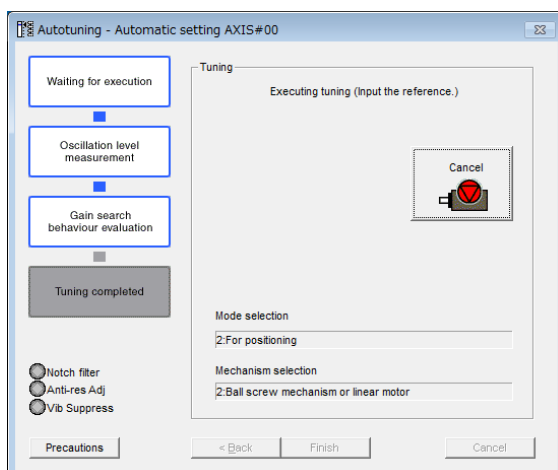 Autotuning - Automatic setting AXIS#00
Waiting for execution
Oscillation level
measurement
Gain search
behaviour evaluation
Tuning completed
Notch filter
Anti-res Adj
Vib Suppress
Precautions
Tuning
Executing tuning (Input the reference.)
Cancel
Mode selection
2:For positioning
Mechanism selection
2:Ball screw mechanism or linear motor
< Back
Finish
Cancel